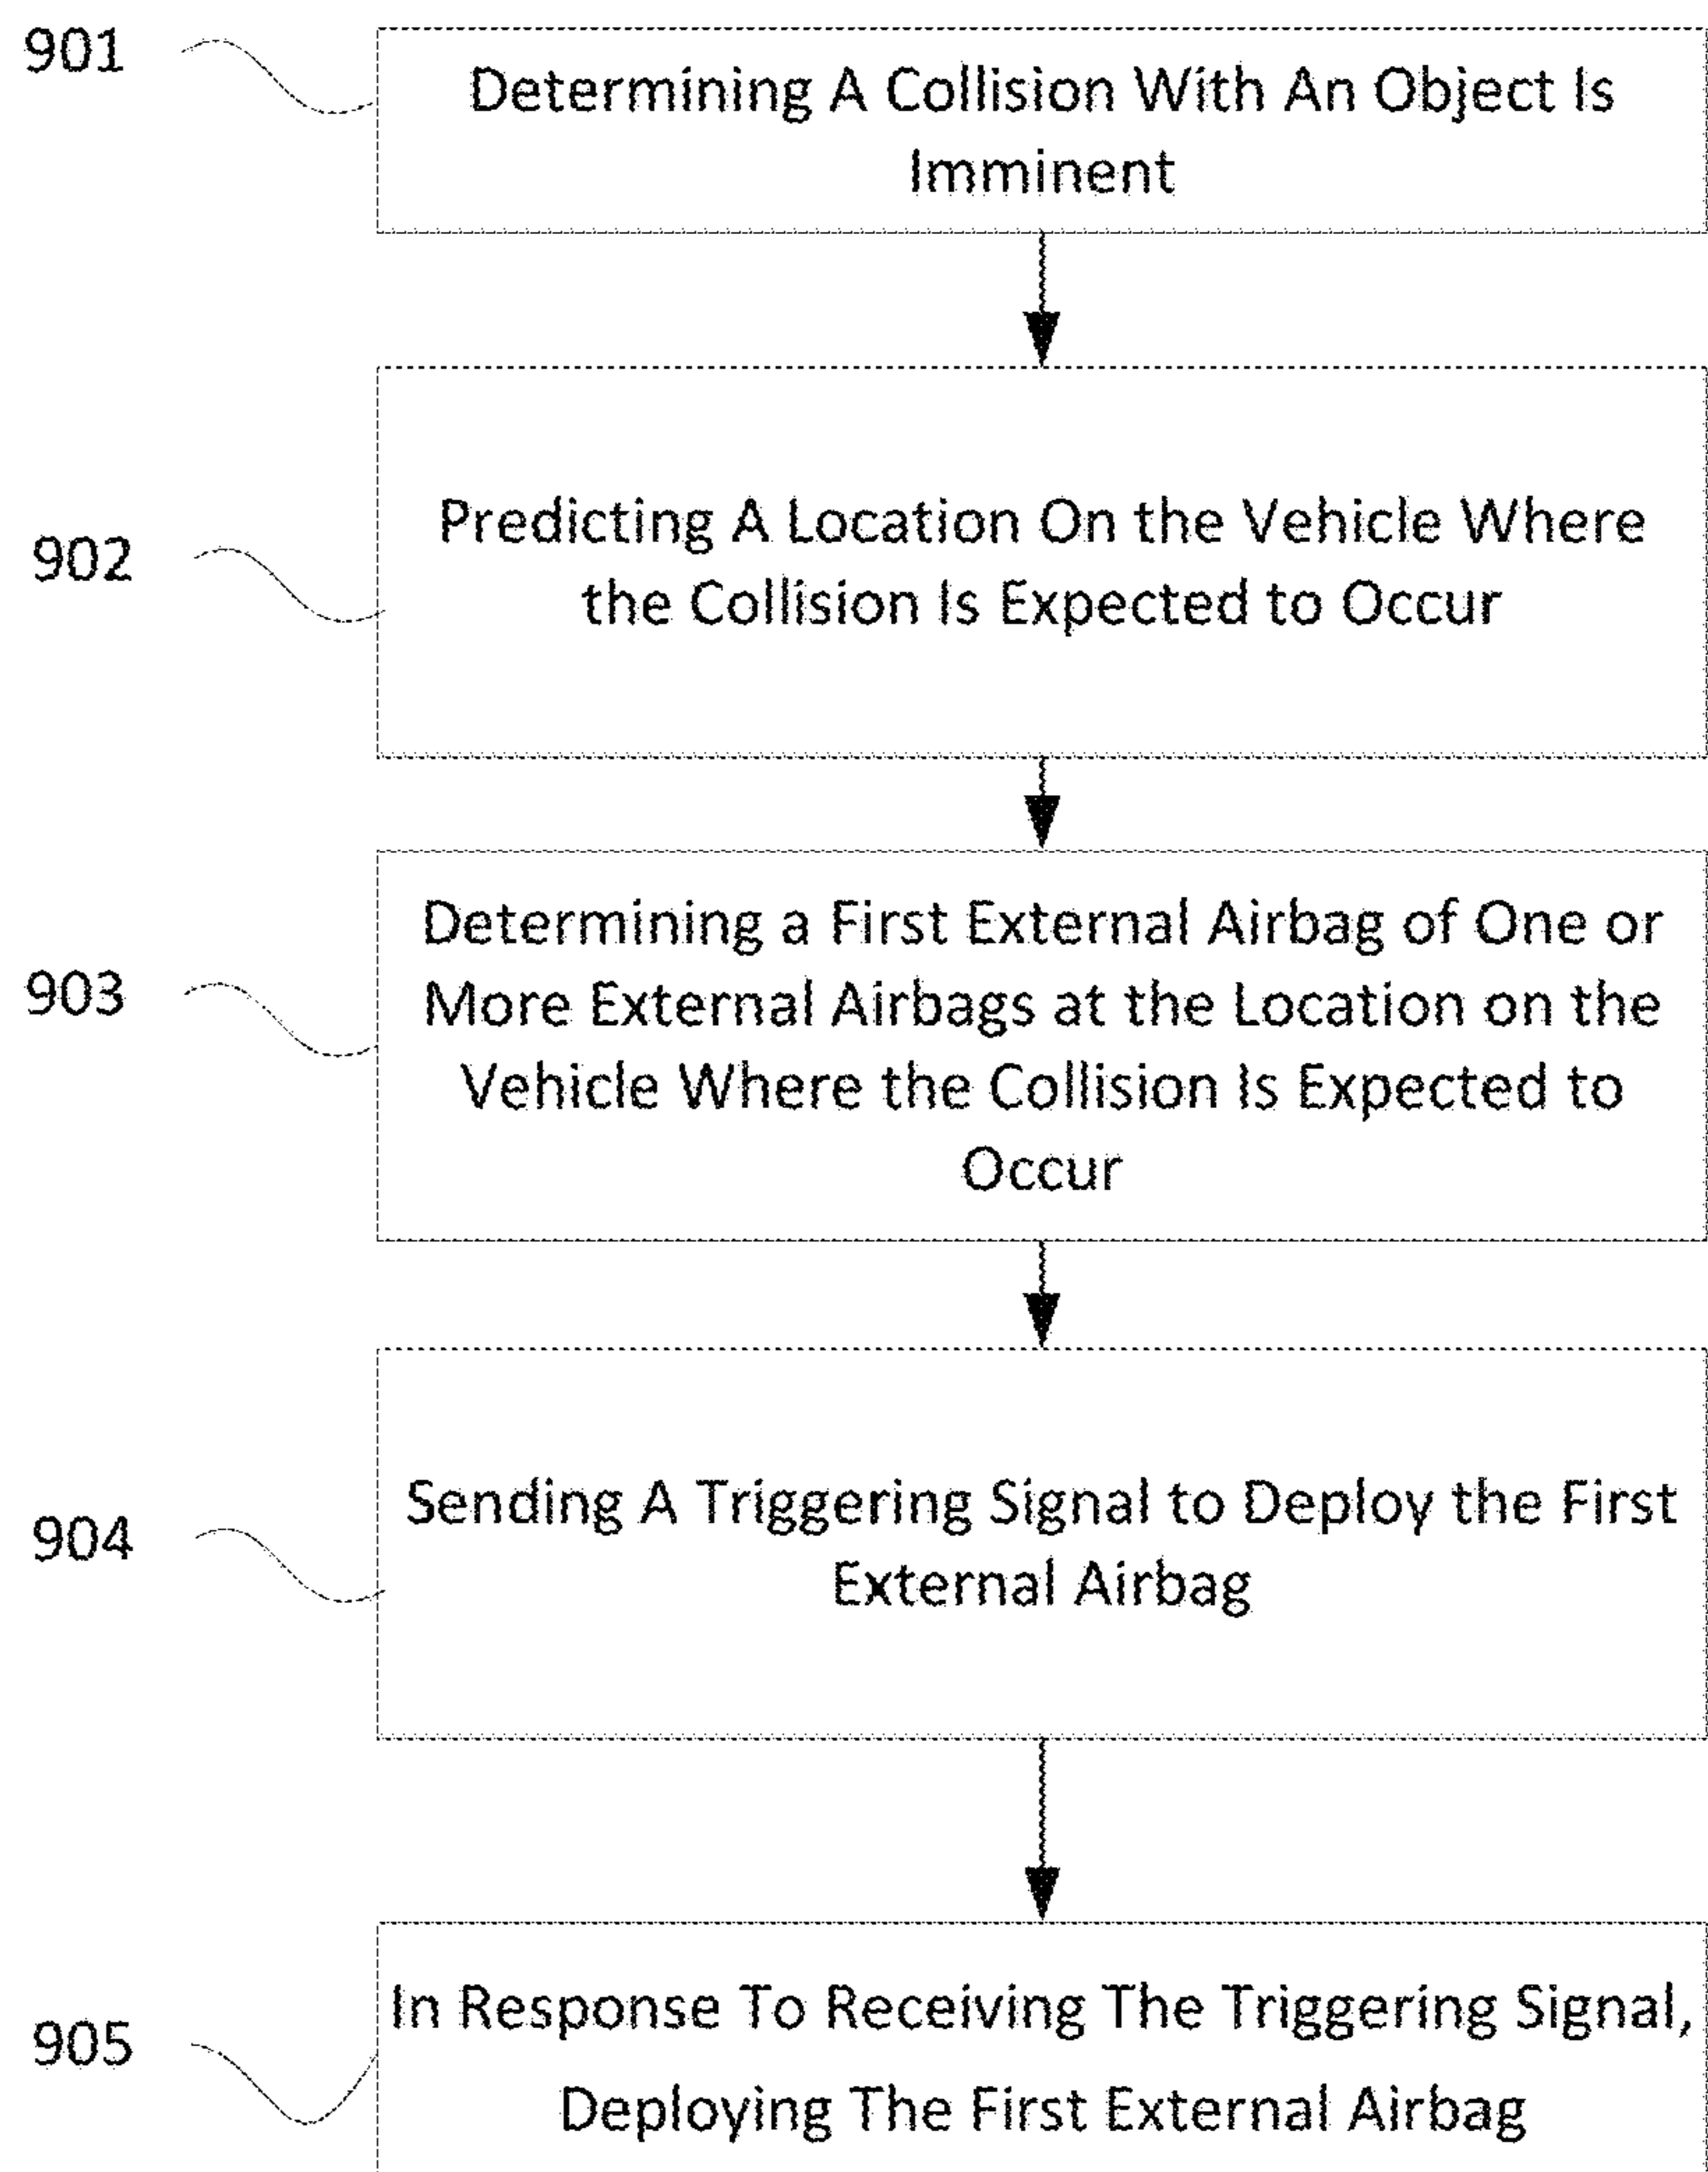 901
Determining A Collision With An Object Is
Imminent
902
Predicting A Location On the Vehicle Where
the Collision Is Expected to Occur
903
Determining a First External Airbag of One or
More External Airbags at the Location on the
Vehicle Where the Collision Is Expected to
Occur
904
Sending A Triggering Signal to Deploy the First
External Airbag
905
In Response To Receiving The Triggering Signal,
Deploying The First External Airbag